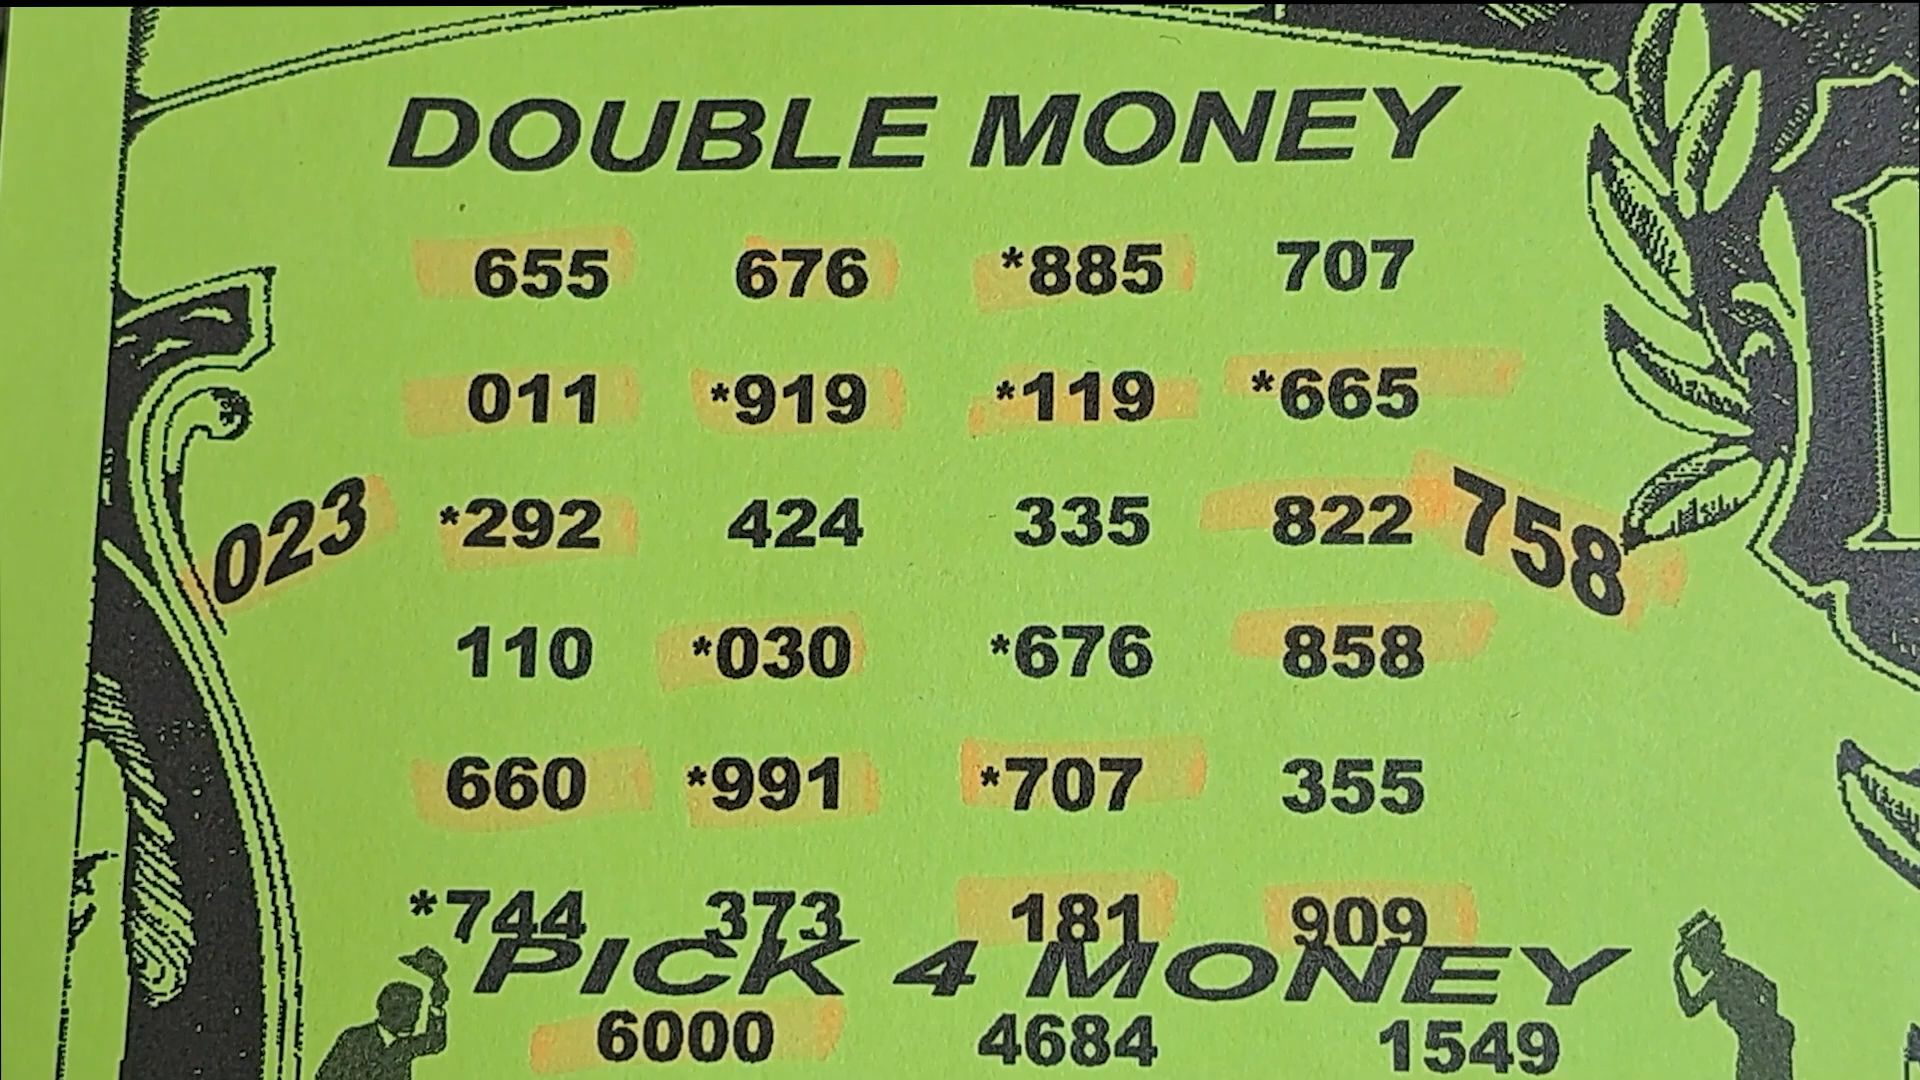 DOUBLE MONEY
655 676 *885 707
011 *919 *119 *665
023 *292 424 335 822 758
110 *030 *676 858
660 *991 *707 355
*744 373 181 909
PICK 4 MONEY
6000 4684 1549